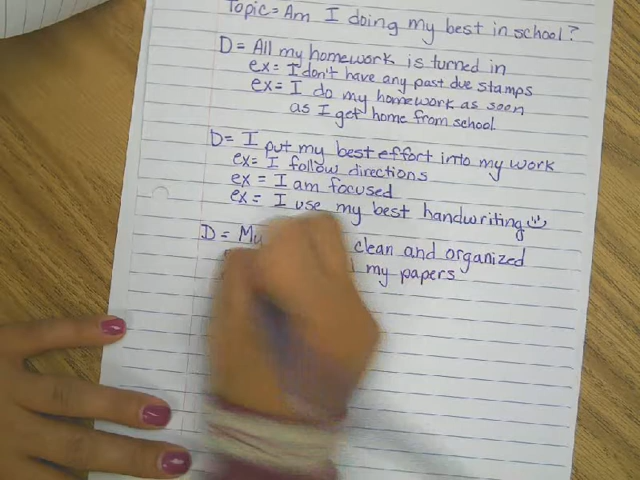 Topic = Am I doing my best in school?
D = All my homework is turned in
ex = I don't have any past due stamps
ex = I do my homework as soon
as I get home from school
D = I put my best effort into my work
ex = I follow directions
ex = I am focused
ex = I use my best handwriting
D = My clean and organized
my papers